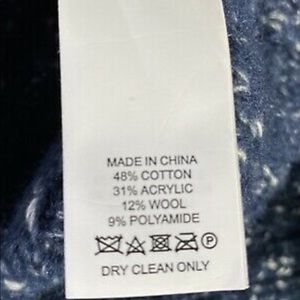 MADE IN CHINA
48% COTTON
31% ACRYLIC
12% WOOL
9% POLYAMIDE
P
DRY CLEAN ONLY